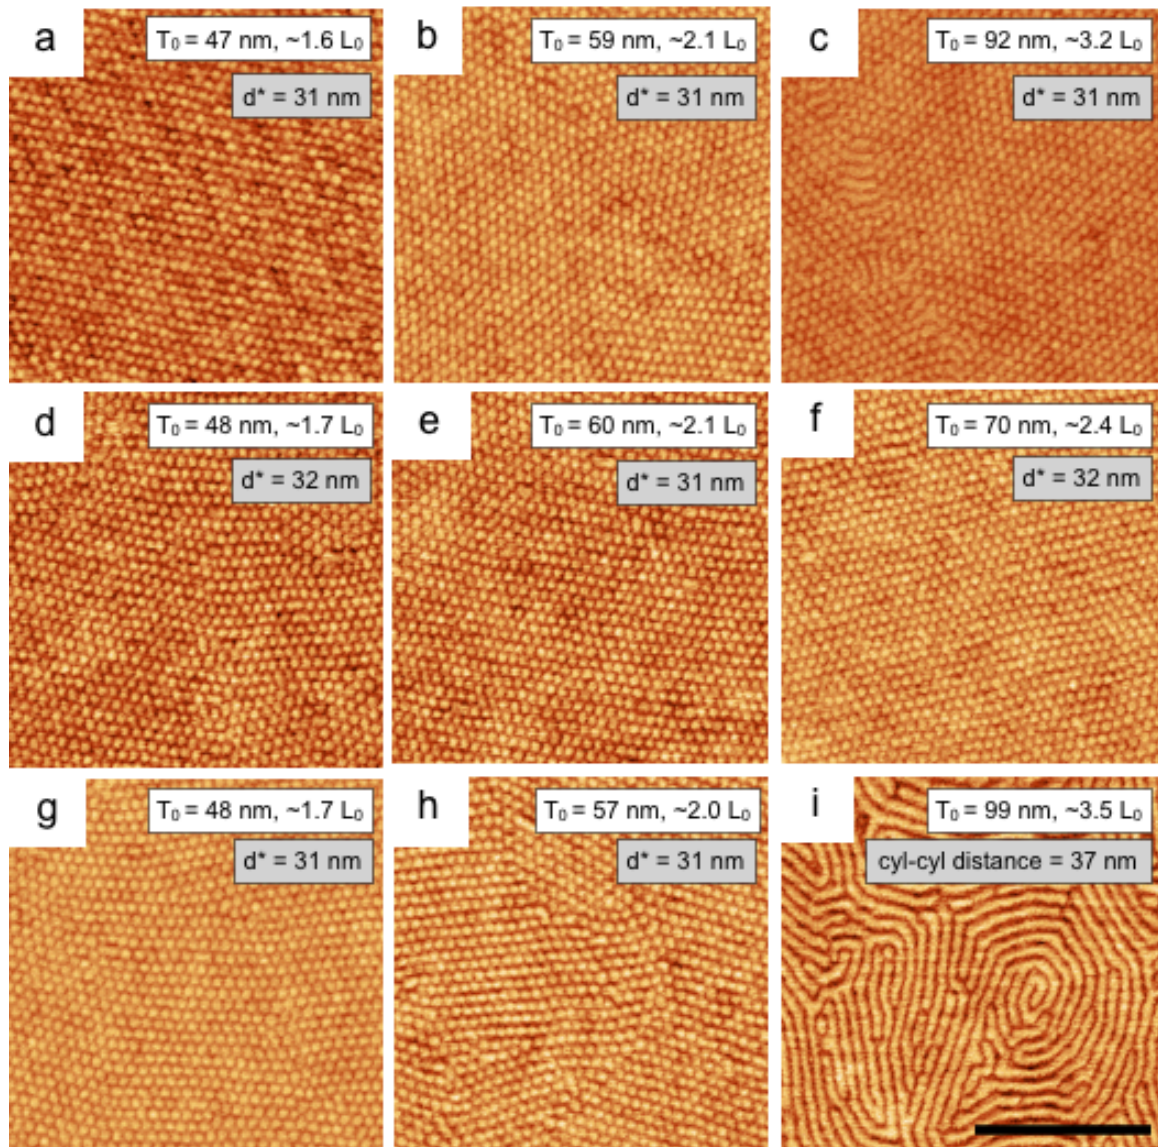 a
T₀ = 47 nm, ~1.6 L₀
d* = 31 nm
b
T₀ = 59 nm, ~2.1 L₀
d* = 31 nm
c
T₀ = 92 nm, ~3.2 L₀
d* = 31 nm
d
T₀ = 48 nm, ~1.7 L₀
d* = 32 nm
e
T₀ = 60 nm, ~2.1 L₀
d* = 31 nm
f
T₀ = 70 nm, ~2.4 L₀
d* = 32 nm
g
T₀ = 48 nm, ~1.7 L₀
d* = 31 nm
h
T₀ = 57 nm, ~2.0 L₀
d* = 31 nm
i
T₀ = 99 nm, ~3.5 L₀
cyl-cyl distance = 37 nm